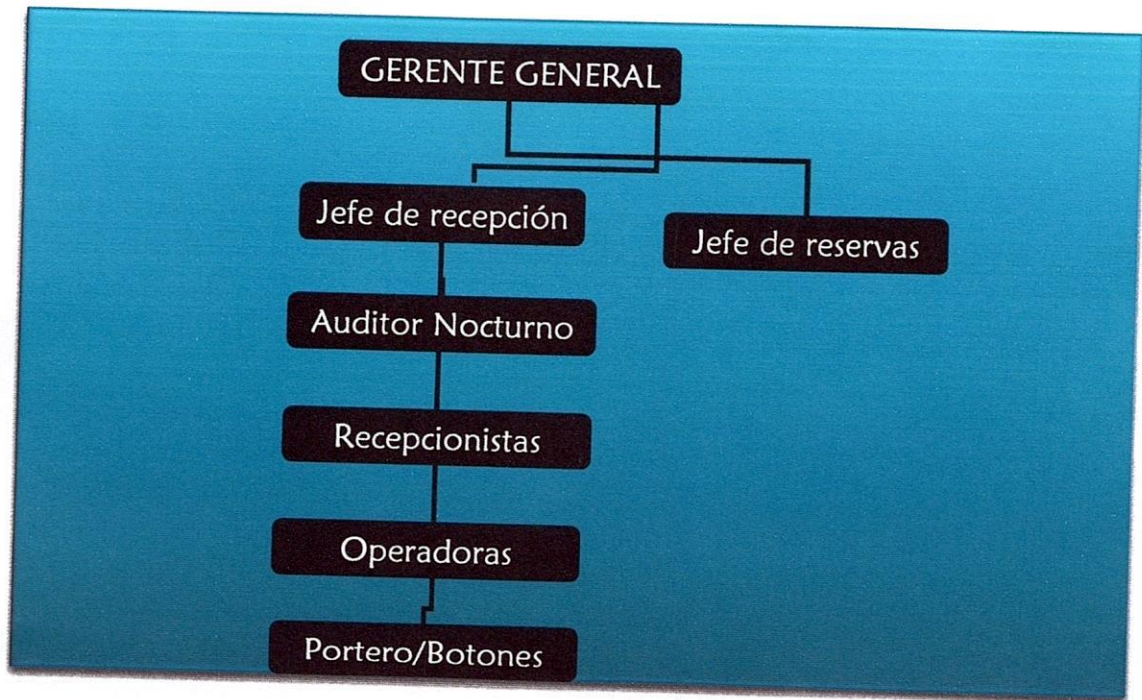 GERENTE GENERAL
Jefe de recepción
Jefe de reservas
Auditor Nocturno
Recepcionistas
Operadoras
Portero/Botones